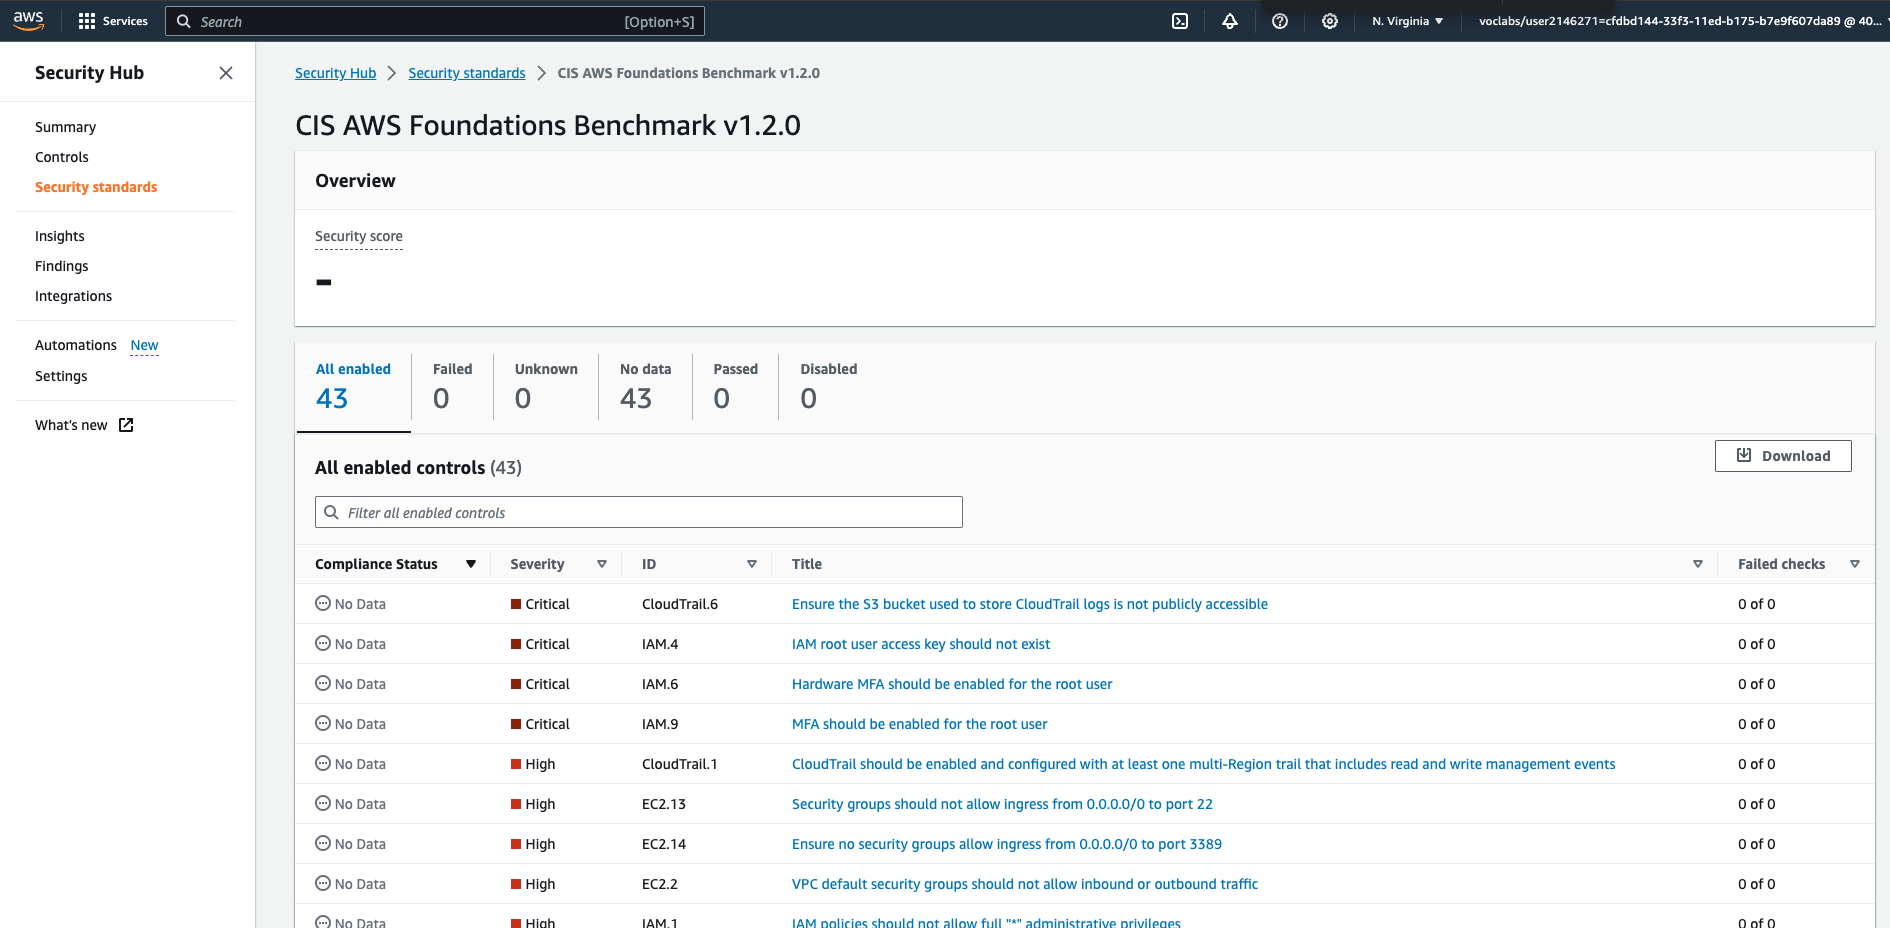 aws
Services
Search
[Option+S]
N. Virginia
voclabs/user2146271=cfdbd144-33f3-11ed-b175-b7e9f607da89 @ 40...
Security Hub
Summary
Controls
Security standards
Insights
Findings
Integrations
Automations New
Settings
What's new
Security Hub > Security standards > CIS AWS Foundations Benchmark v1.2.0
CIS AWS Foundations Benchmark v1.2.0
Overview
Security score
-
All enabled
43
Failed
0
Unknown
0
No data
43
Passed
0
Disabled
0
All enabled controls (43)
Download
Filter all enabled controls
Compliance Status Severity ID Title Failed checks
No Data Critical CloudTrail.6 Ensure the S3 bucket used to store CloudTrail logs is not publicly accessible 0 of 0
No Data Critical IAM.4 IAM root user access key should not exist 0 of 0
No Data Critical IAM.6 Hardware MFA should be enabled for the root user 0 of 0
No Data Critical IAM.9 MFA should be enabled for the root user 0 of 0
No Data High CloudTrail.1 CloudTrail should be enabled and configured with at least one multi-Region trail that includes read and write management events 0 of 0
No Data High EC2.13 Security groups should not allow ingress from 0.0.0.0/0 to port 22 0 of 0
No Data High EC2.14 Ensure no security groups allow ingress from 0.0.0.0/0 to port 3389 0 of 0
No Data High EC2.2 VPC default security groups should not allow inbound or outbound traffic 0 of 0
No Data High IAM.1 IAM policies should not allow full "*" administrative privileges 0 of 0